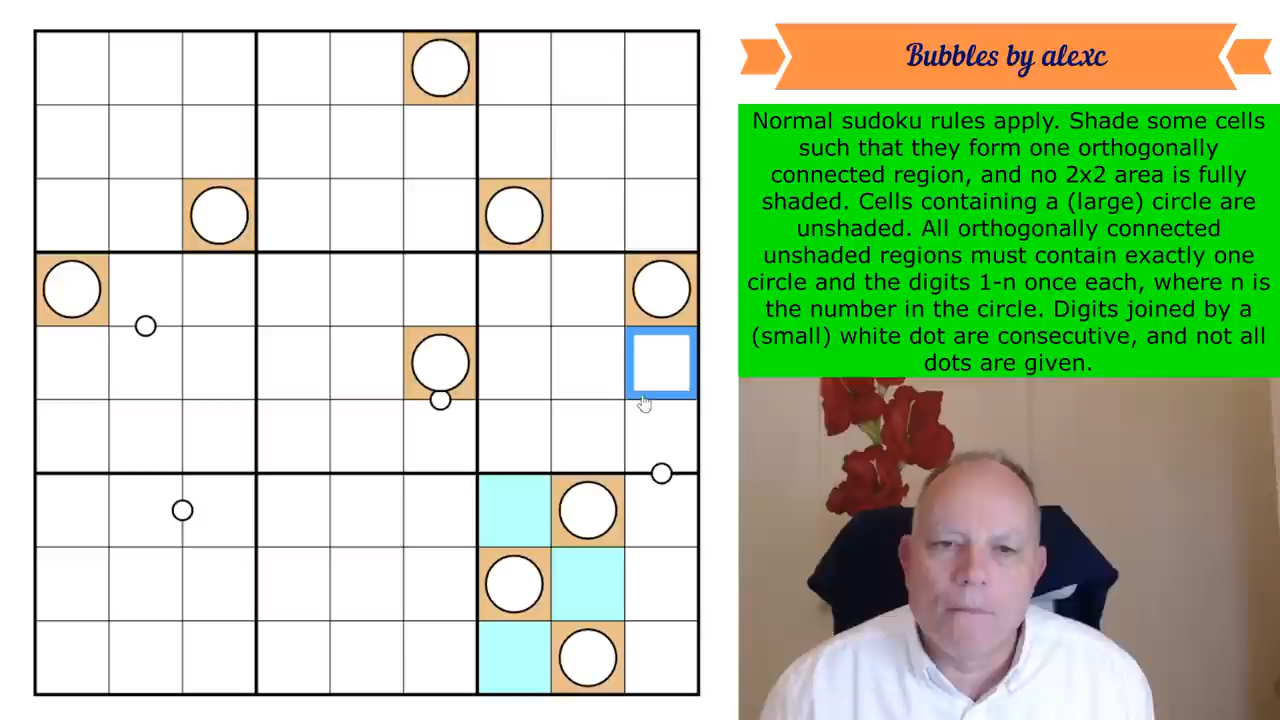 Bubbles by alexc
Normal sudoku rules apply. Shade some cells
such that they form one orthogonally
connected region, and no 2x2 area is fully
shaded. Cells containing a (large) circle are
unshaded. All orthogonally connected
unshaded regions must contain exactly one
circle and the digits 1-n once each, where n is
the number in the circle. Digits joined by a
(small) white dot are consecutive, and not all
dots are given.